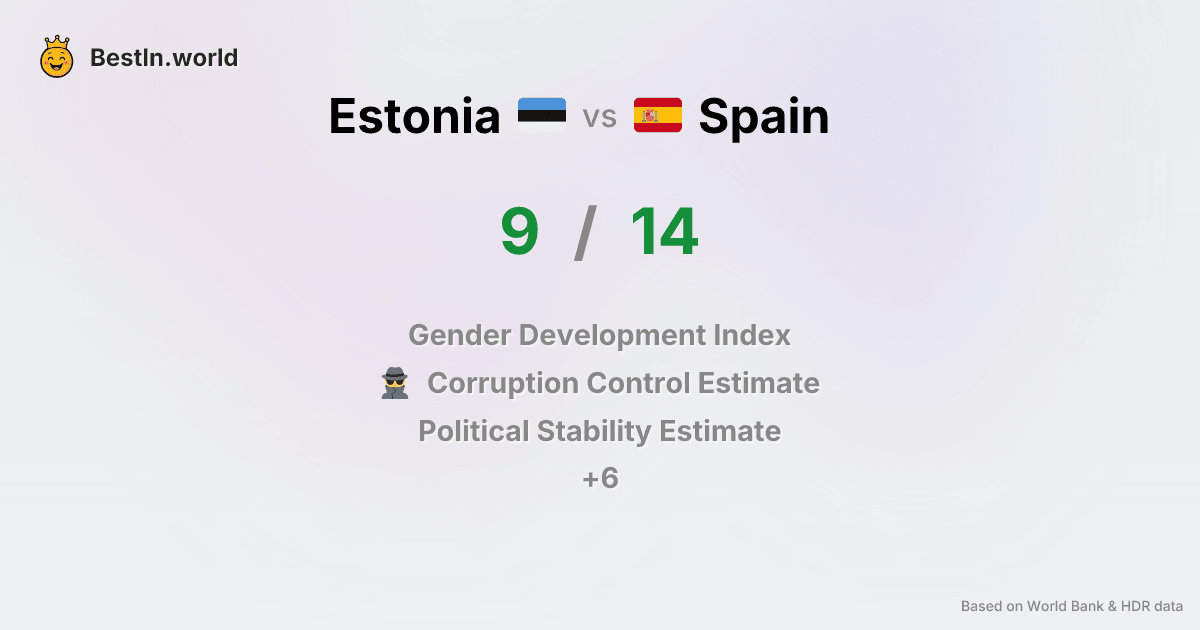 BestIn.world
Estonia vs Spain
9 / 14
Gender Development Index
Corruption Control Estimate
Political Stability Estimate
+6
Based on World Bank & HDR data